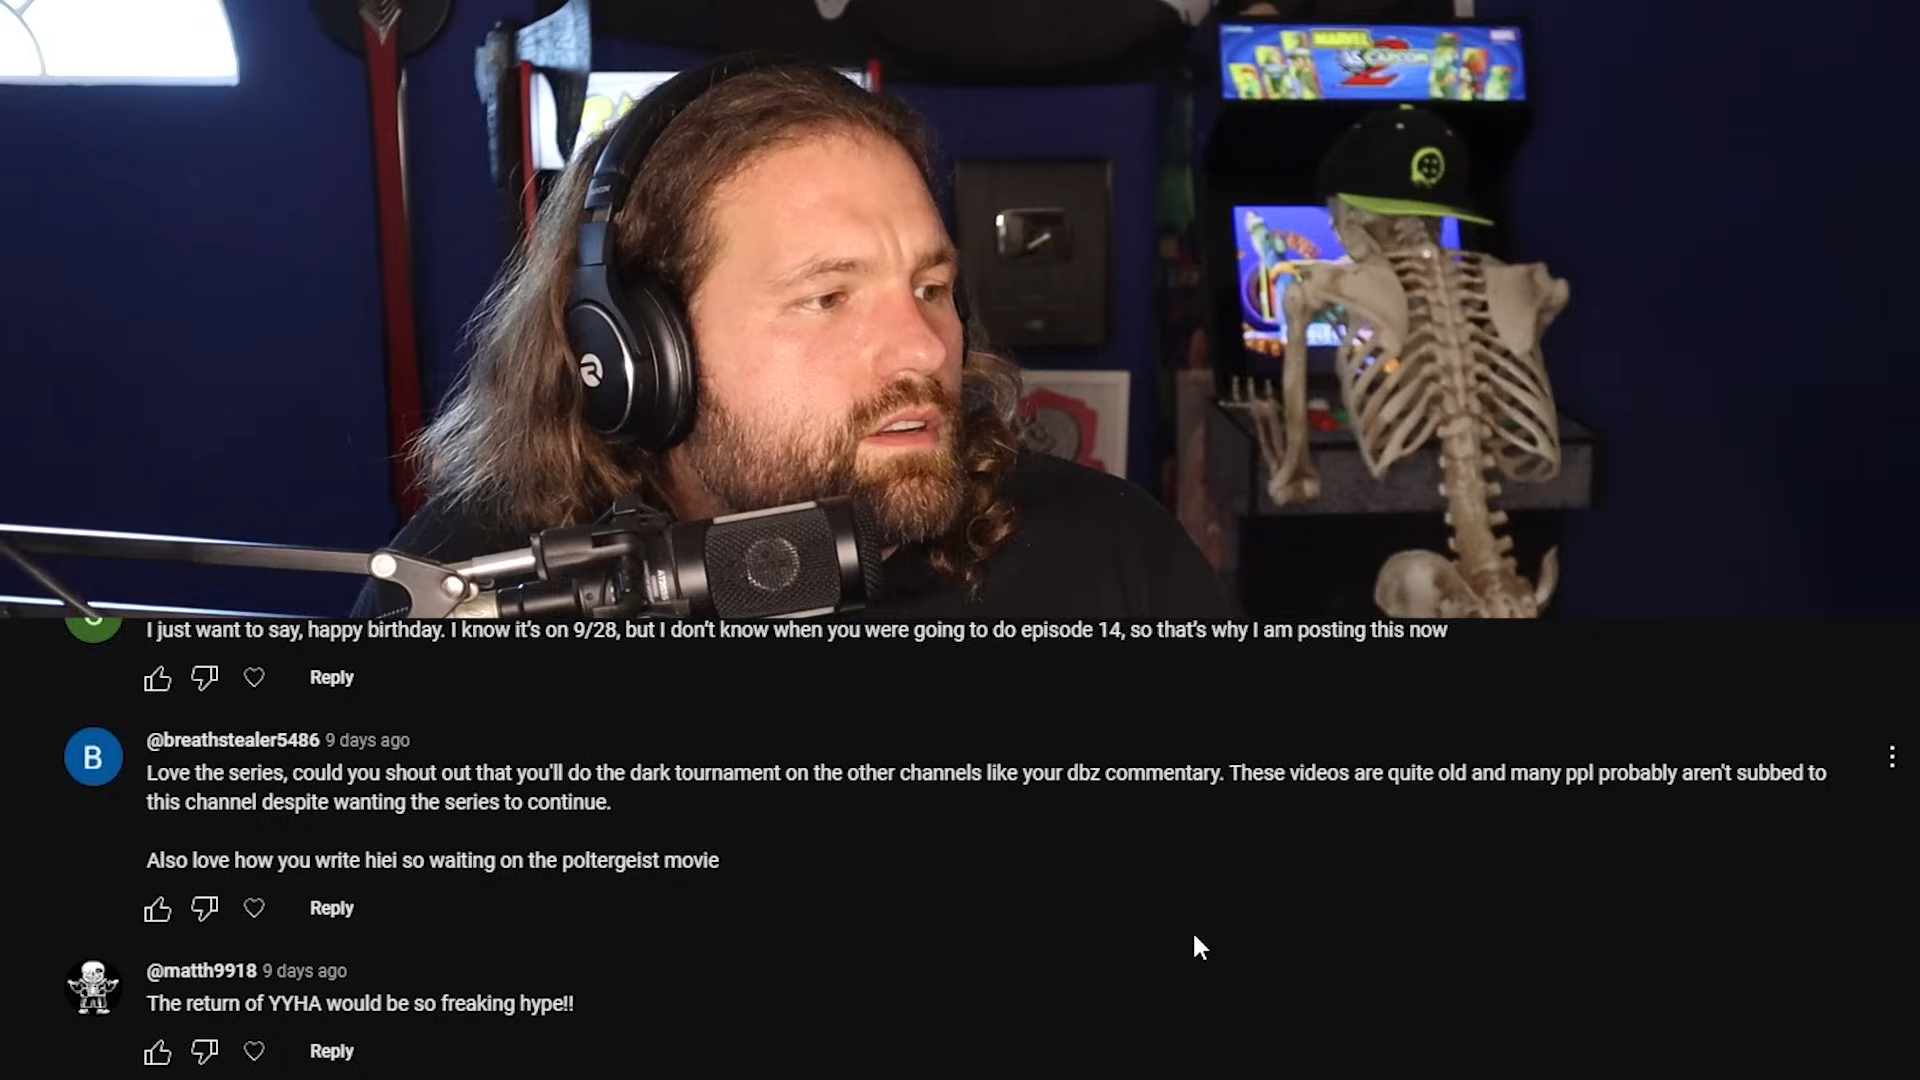 MARVEL
VS CAPCOM
2
I just want to say, happy birthday. I know it's on 9/28, but I don't know when you were going to do episode 14, so that's why I am posting this now
Reply
B
@breathstealer5486 9 days ago
Love the series, could you shout out that you'll do the dark tournament on the other channels like your dbz commentary. These videos are quite old and many ppl probably aren't subbed to
this channel despite wanting the series to continue.
Also love how you write hiei so waiting on the poltergeist movie
Reply
@matth9918 9 days ago
The return of YYHA would be so freaking hype!!
Reply